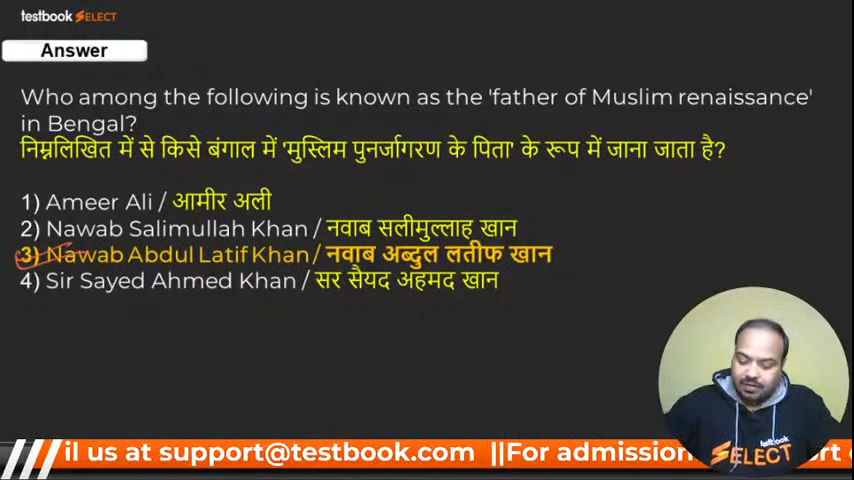 testbook SELECT
Answer
Who among the following is known as the 'father of Muslim renaissance'
in Bengal?
निम्नलिखित में से किसे बंगाल में 'मुस्लिम पुनर्जागरण के पिता' के रूप में जाना जाता है?
1) Ameer Ali / आमीर अली
2) Nawab Salimullah Khan / नवाब सलीमुल्लाह खान
3) Nawab Abdul Latif Khan / नवाब अब्दुल लतीफ खान
4) Sir Sayed Ahmed Khan / सर सैयद अहमद खान
testbook
SELECT
il us at support@testbook.com ||For admission